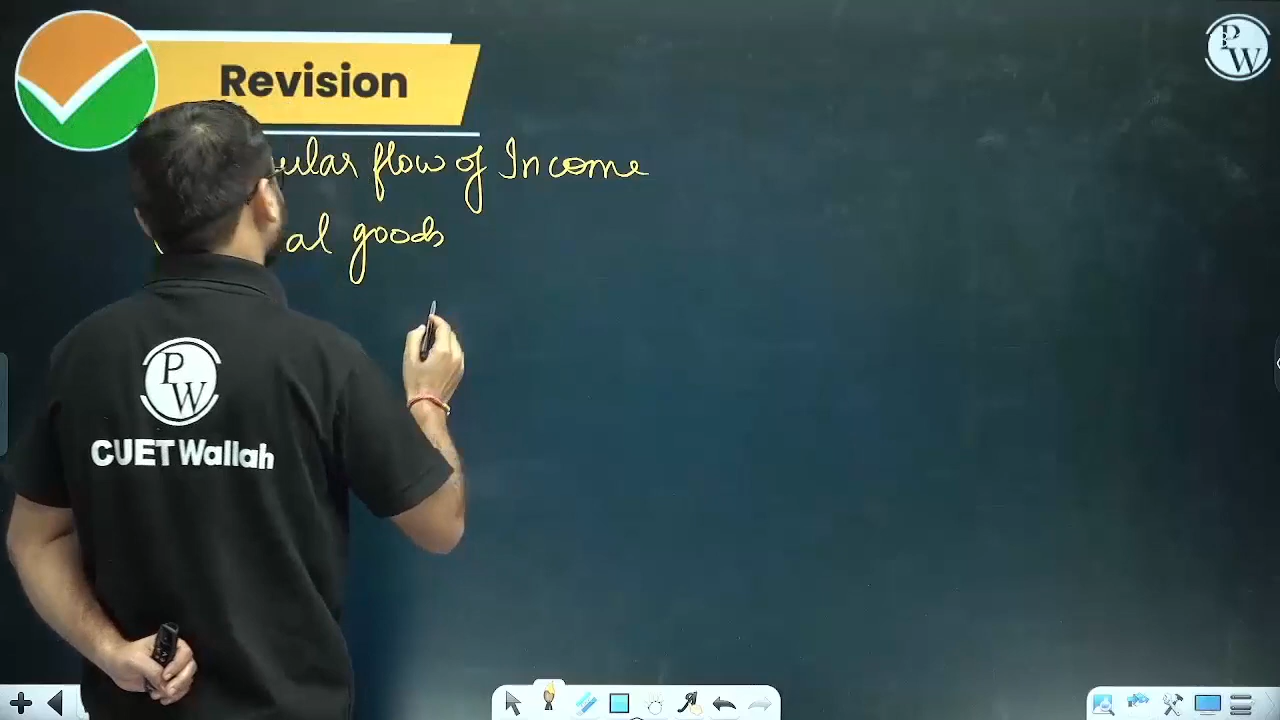 Revision
ular flow of Income
al goods
PW
CUET Wallah
PW